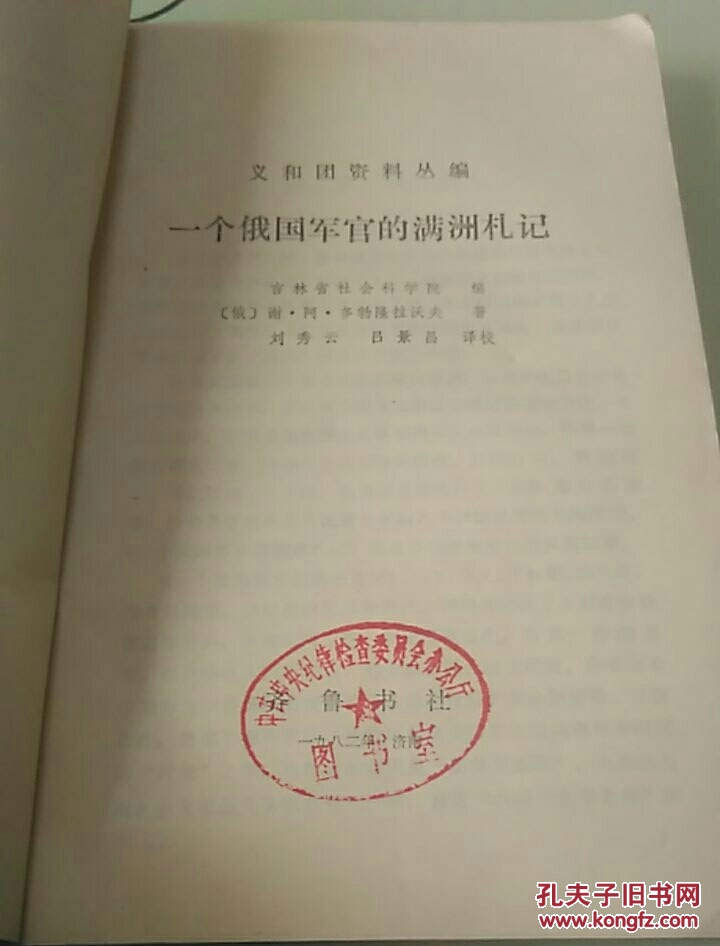 义和团资料丛编
一个俄国军官的满洲札记
吉林省社会科学院 编
〔俄〕谢·阿·多勃隆拉沃夫 著
刘秀云 吕景昌 译校
中共中央纪律检查委员会办公厅
齐鲁书社
一九八二年·济南
图书室
孔夫子旧书网
www.kongfz.com